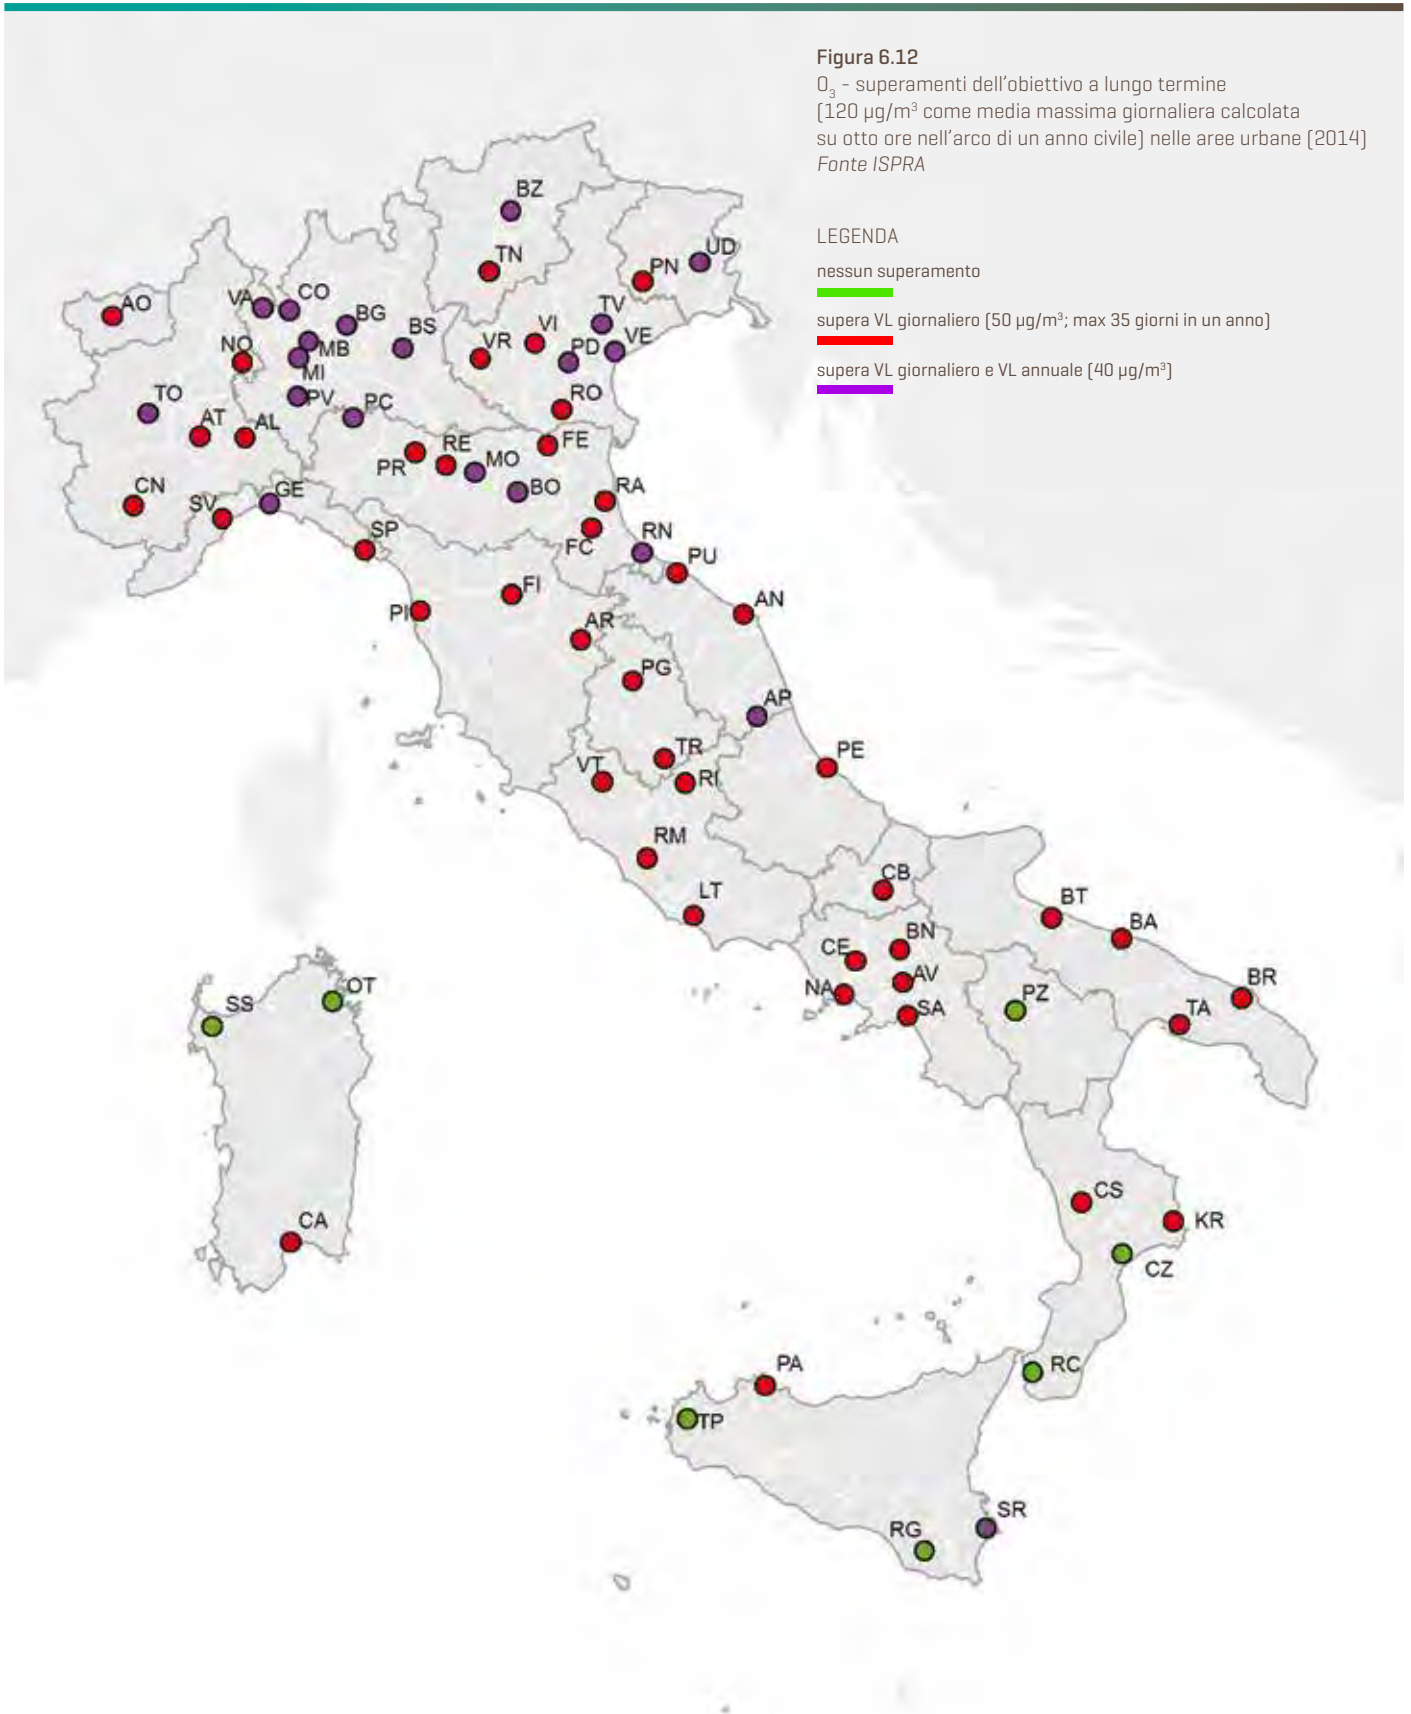 Figura 6.12
O₃ - superamenti dell'obiettivo a lungo termine
(120 µg/m³ come media massima giornaliera calcolata
su otto ore nell'arco di un anno civile) nelle aree urbane (2014)
Fonte ISPRA
LEGENDA
nessun superamento
supera VL giornaliero (50 µg/m³; max 35 giorni in un anno)
supera VL giornaliero e VL annuale (40 µg/m³)
BZ
UD
TN
PN
AO
VA
CO
BG
BS
TV
VI
VE
NO
MB
VR
PD
MI
TO
PV
PC
RO
AT
AL
RE
FE
PR
MO
BO
CN
SV
GE
RA
SP
FC
RN
PU
FI
PI
AN
AR
PG
AP
TR
PE
VT
RI
RM
CB
LT
BT
BA
CE
BN
AV
NA
SA
PZ
BR
TA
SS
OT
CS
KR
CA
CZ
PA
RC
TP
SR
RG